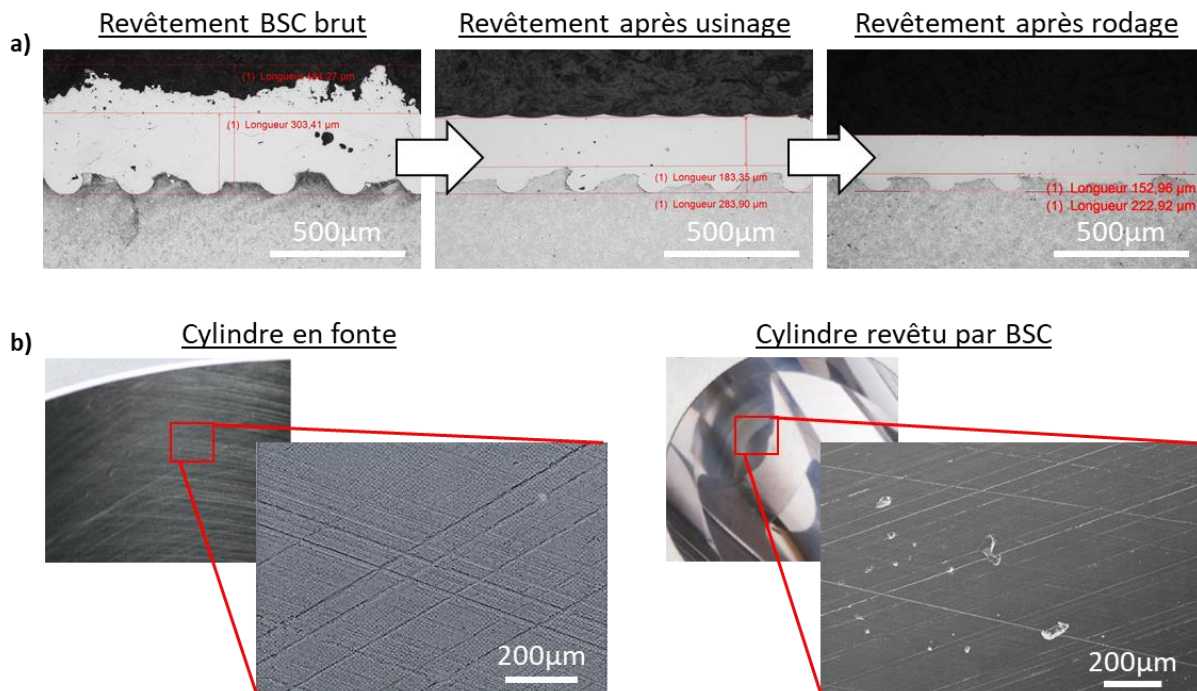 Revêtement BSC brut
Revêtement après usinage
Revêtement après rodage
a)
(1) Longueur µm
(1) Longueur 303,41 µm
(1) Longueur 183,35 µm
(1) Longueur 283,90 µm
(1) Longueur 152,96 µm
(1) Longueur 222,92 µm
500µm
500µm
500µm
b)
Cylindre en fonte
Cylindre revêtu par BSC
200µm
200µm